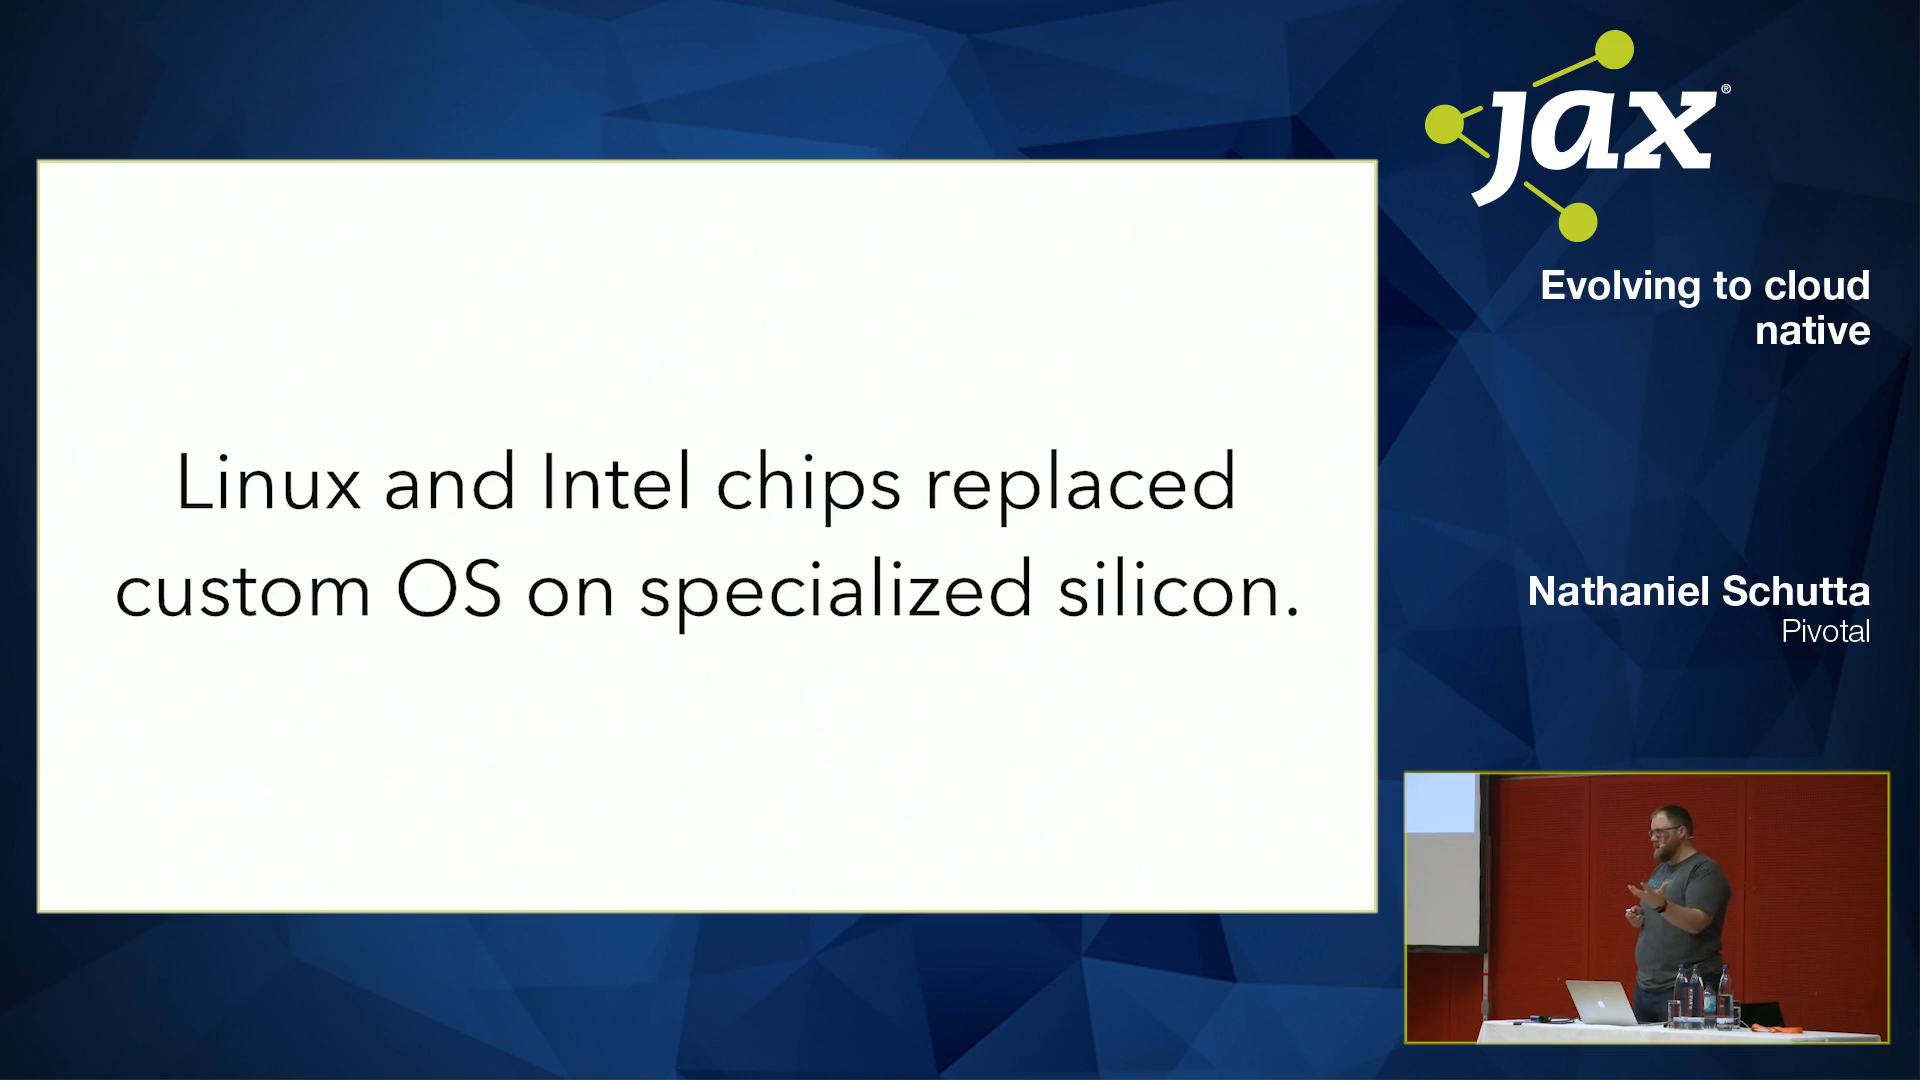 Linux and Intel chips replaced
custom OS on specialized silicon.
jax®
Evolving to cloud
native
Nathaniel Schutta
Pivotal